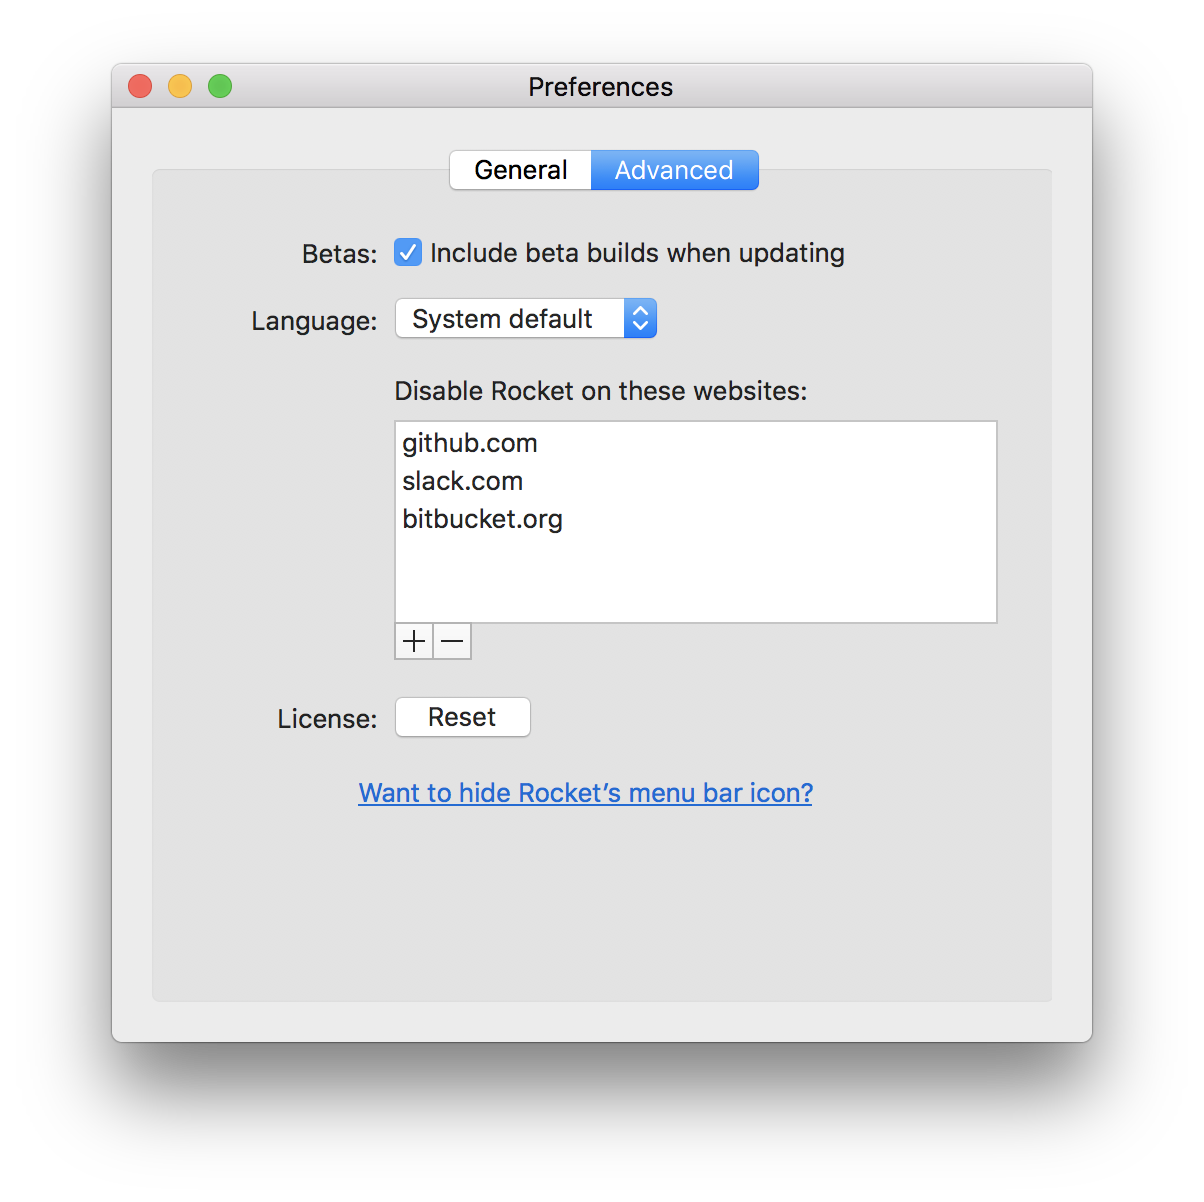 Preferences
General Advanced
Betas: Include beta builds when updating
Language: System default
Disable Rocket on these websites:
github.com
slack.com
bitbucket.org
License: Reset
Want to hide Rocket’s menu bar icon?